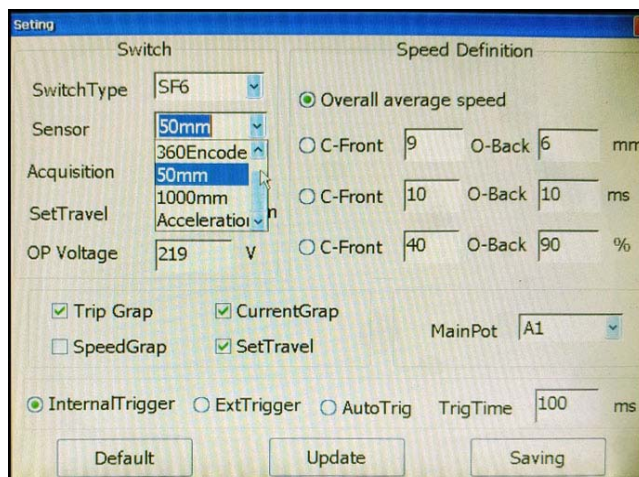 Seting
Switch
Speed Definition
SwitchType SF6
Overall average speed
Sensor 50mm
360Encode
C-Front 9 O-Back 6 mm
Acquisition
50mm
1000mm
C-Front 10 O-Back 10 ms
SetTravel
Acceleration
OP Voltage 219 V
C-Front 40 O-Back 90 %
Trip Grap
CurrentGrap
MainPot A1
SpeedGrap
SetTravel
InternalTrigger ExtTrigger AutoTrig TrigTime 100 ms
Default Update Saving